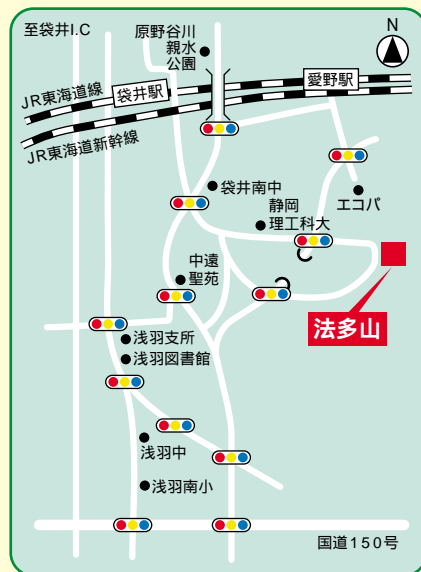 至袋井I.C
原野谷川
親水
公園
N
JR東海道線
袋井駅
愛野駅
JR東海道新幹線
袋井南中
静岡
理工科大
エコパ
中遠
聖苑
法多山
浅羽支所
浅羽図書館
浅羽中
浅羽南小
国道150号